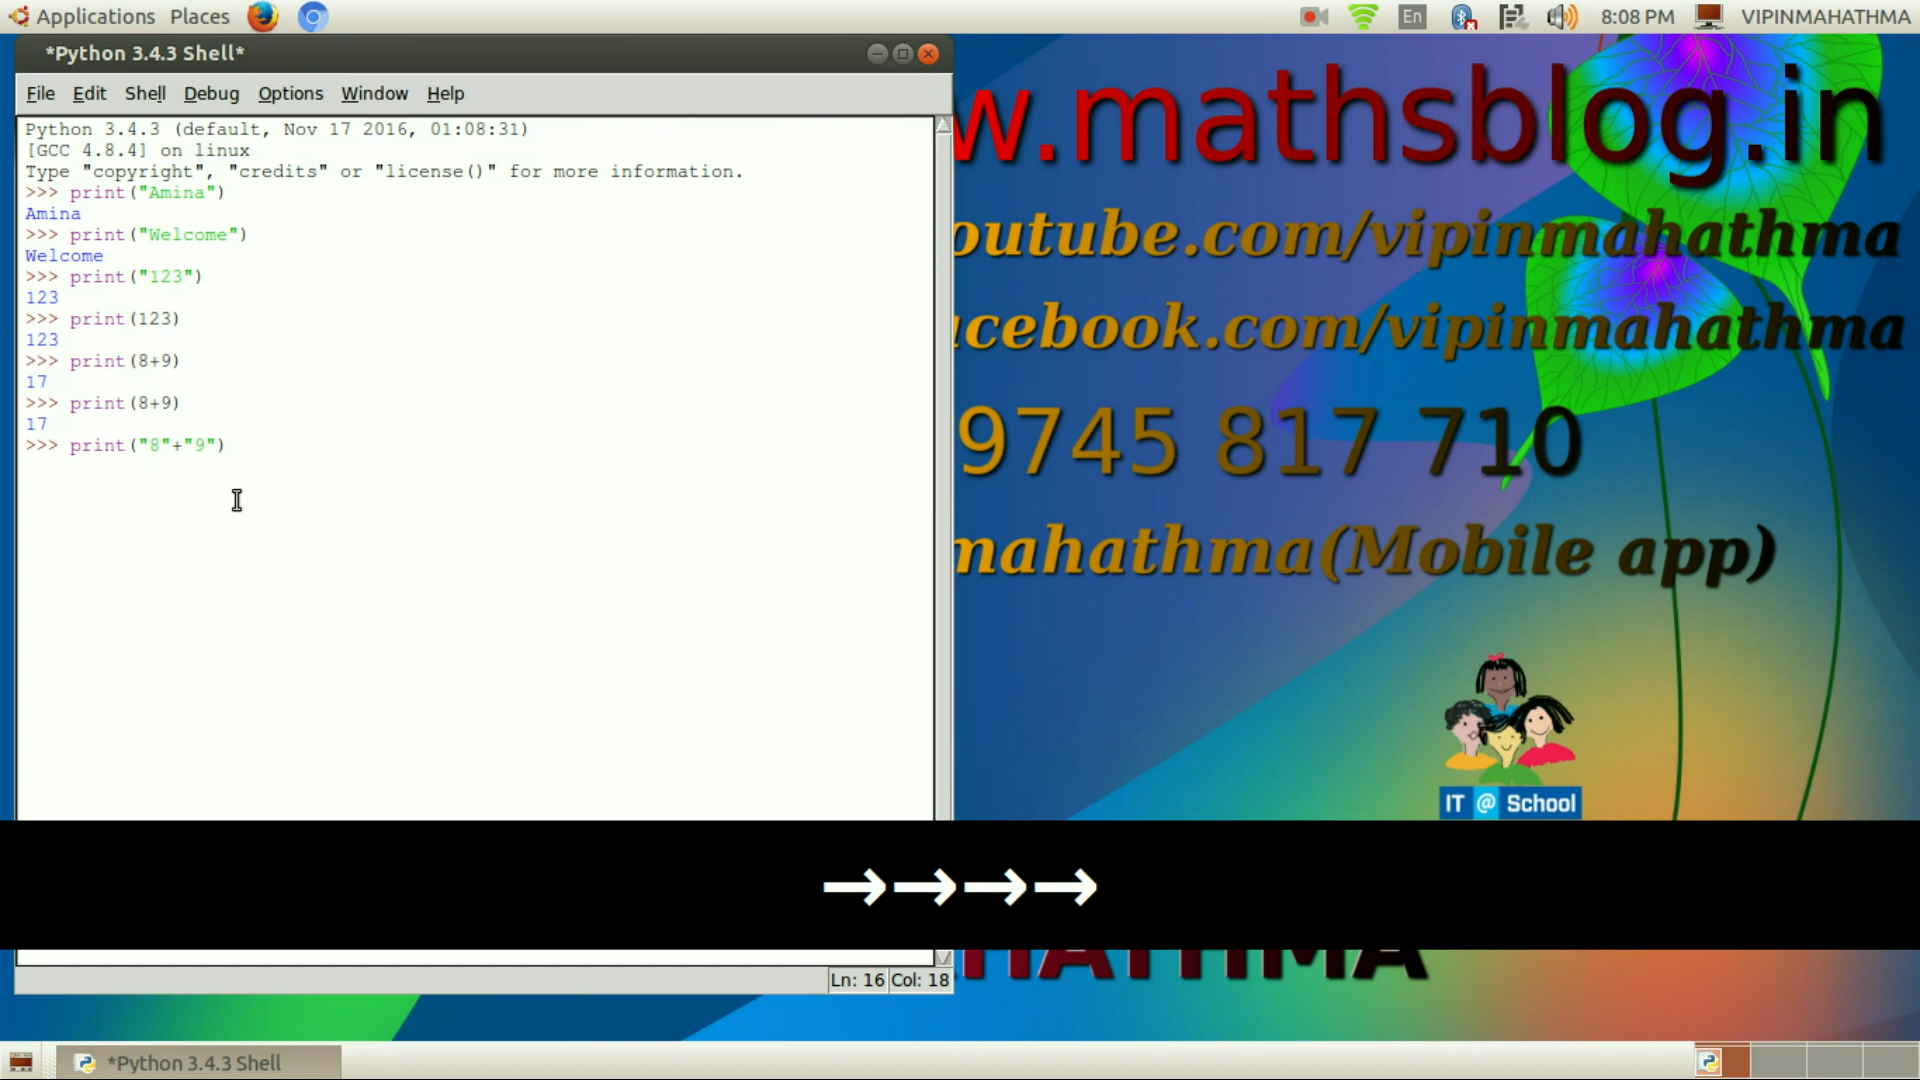 Applications Places
En
8:08 PM
VIPINMAHATHMA
*Python 3.4.3 Shell*
File Edit Shell Debug Options Window Help
Python 3.4.3 (default, Nov 17 2016, 01:08:31)
[GCC 4.8.4] on linux
Type "copyright", "credits" or "license()" for more information.
>>> print("Amina")
Amina
>>> print("Welcome")
Welcome
>>> print("123")
123
>>> print(123)
123
>>> print(8+9)
17
>>> print(8+9)
17
>>> print("8"+"9")
w.mathsblog.in
outube.com/vipinmahathma
acebook.com/vipinmahathma
9745 817 710
mahathma(Mobile app)
IT @ School
→→→→
HATHMA
Ln: 16 Col: 18
*Python 3.4.3 Shell*